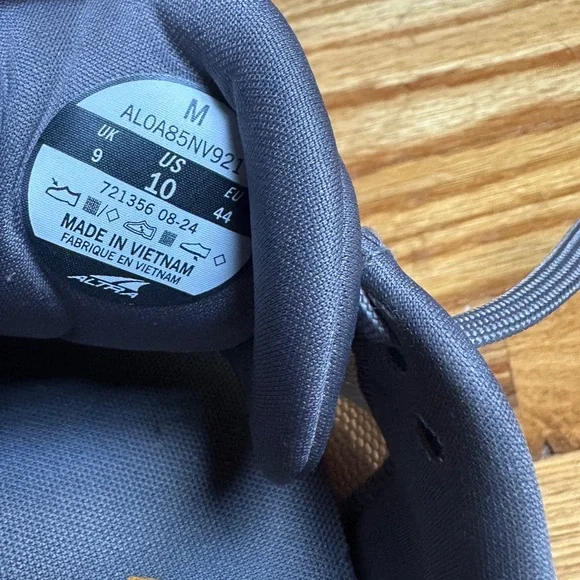 M
AL0A85NV921
UK US EU
9 10 44
721356 08-24
MADE IN VIETNAM
FABRIQUE EN VIETNAM
ALTRA